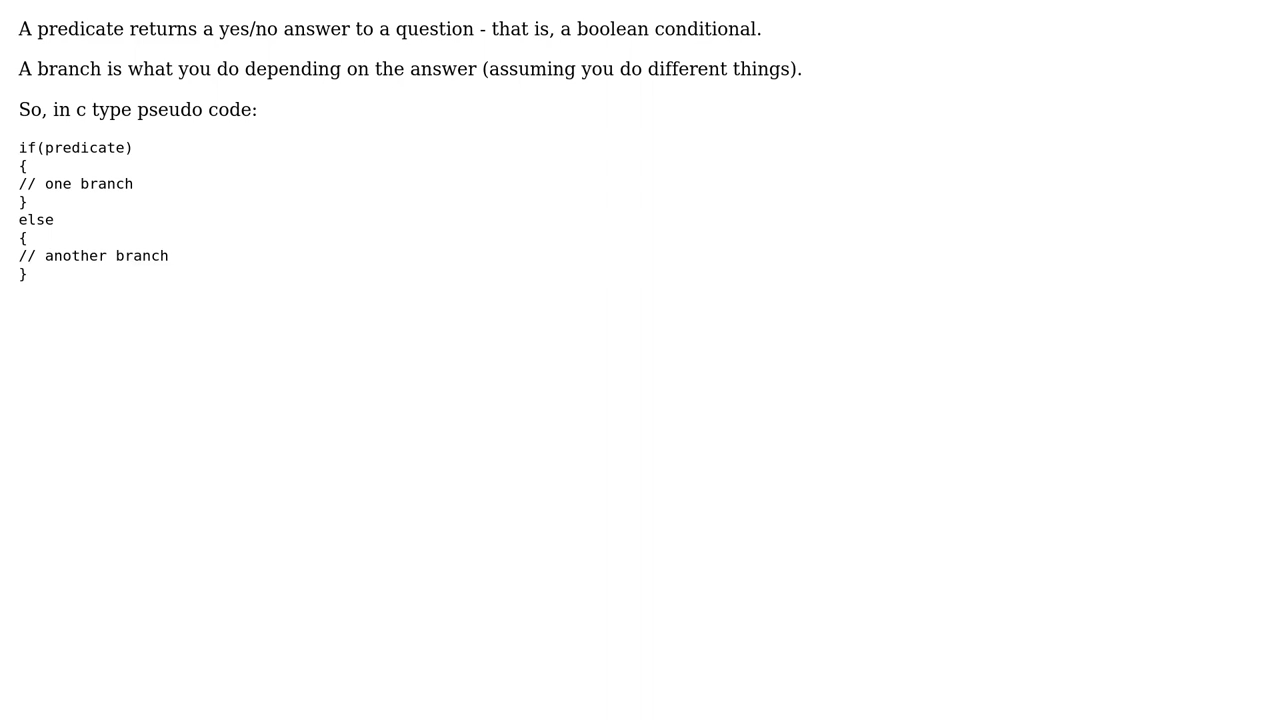 A predicate returns a yes/no answer to a question - that is, a boolean conditional.
A branch is what you do depending on the answer (assuming you do different things).
So, in c type pseudo code:
if(predicate)
{
// one branch
}
else
{
// another branch
}